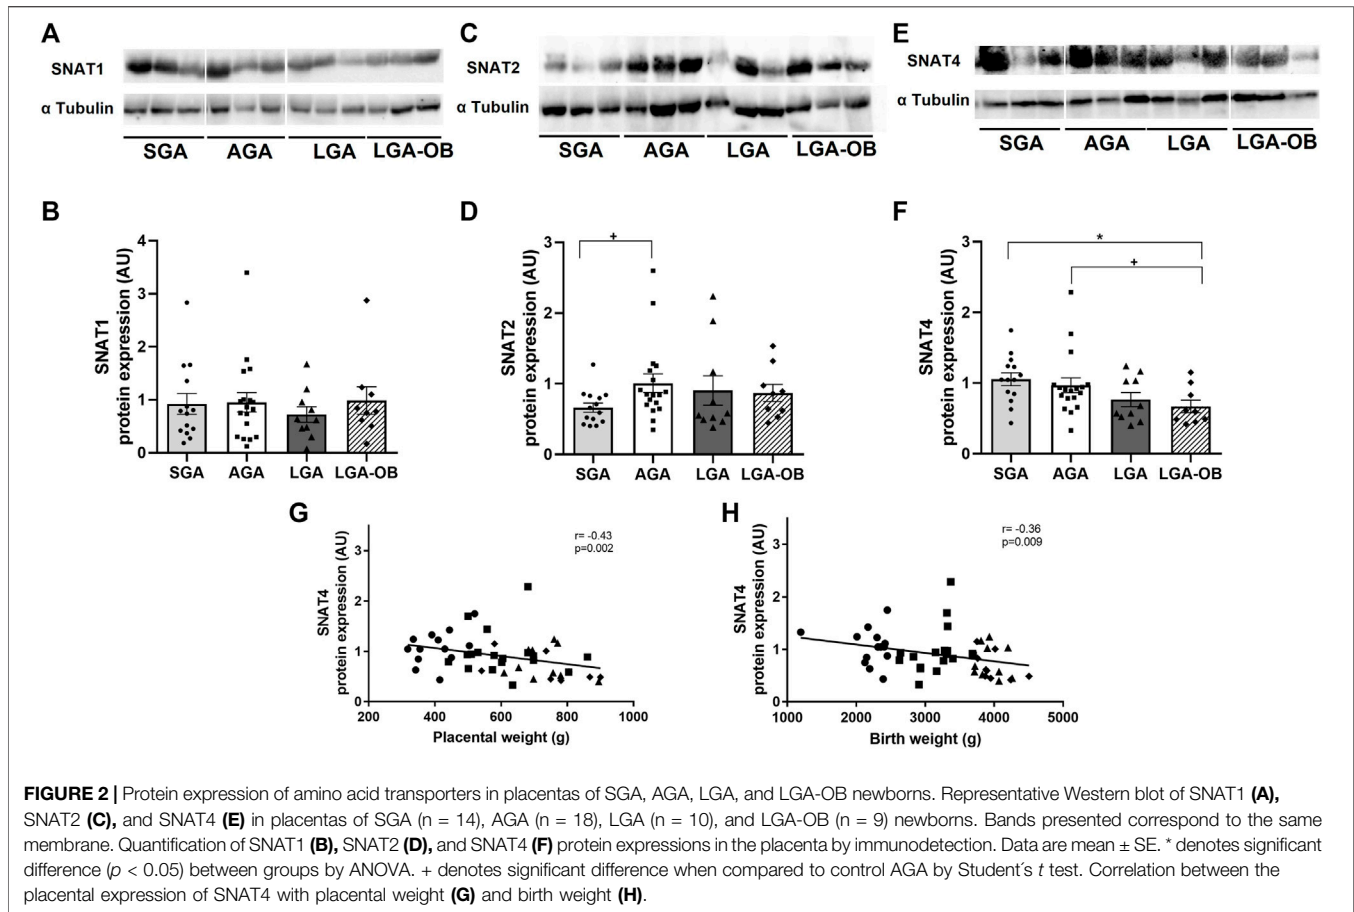 A
SNAT1
α Tubulin
SGA AGA LGA LGA-OB
C
SNAT2
α Tubulin
SGA AGA LGA LGA-OB
E
SNAT4
α Tubulin
SGA AGA LGA LGA-OB
B
SNAT1
protein expression (AU)
4
3
2
1
0
SGA AGA LGA LGA-OB
D
SNAT2
protein expression (AU)
3
2
1
0
+
SGA AGA LGA LGA-OB
F
SNAT4
protein expression (AU)
3
2
1
0
*
+
SGA AGA LGA LGA-OB
G
SNAT4
protein expression (AU)
3
2
1
0
r= -0.43
p=0.002
200 400 600 800 1000
Placental weight (g)
H
SNAT4
protein expression (AU)
3
2
1
0
r= -0.36
p=0.009
1000 2000 3000 4000 5000
Birth weight (g)
FIGURE 2 | Protein expression of amino acid transporters in placentas of SGA, AGA, LGA, and LGA-OB newborns. Representative Western blot of SNAT1 (A),
SNAT2 (C), and SNAT4 (E) in placentas of SGA (n = 14), AGA (n = 18), LGA (n = 10), and LGA-OB (n = 9) newborns. Bands presented correspond to the same
membrane. Quantification of SNAT1 (B), SNAT2 (D), and SNAT4 (F) protein expressions in the placenta by immunodetection. Data are mean ± SE. * denotes significant
difference (p < 0.05) between groups by ANOVA. + denotes significant difference when compared to control AGA by Student´s t test. Correlation between the
placental expression of SNAT4 with placental weight (G) and birth weight (H).